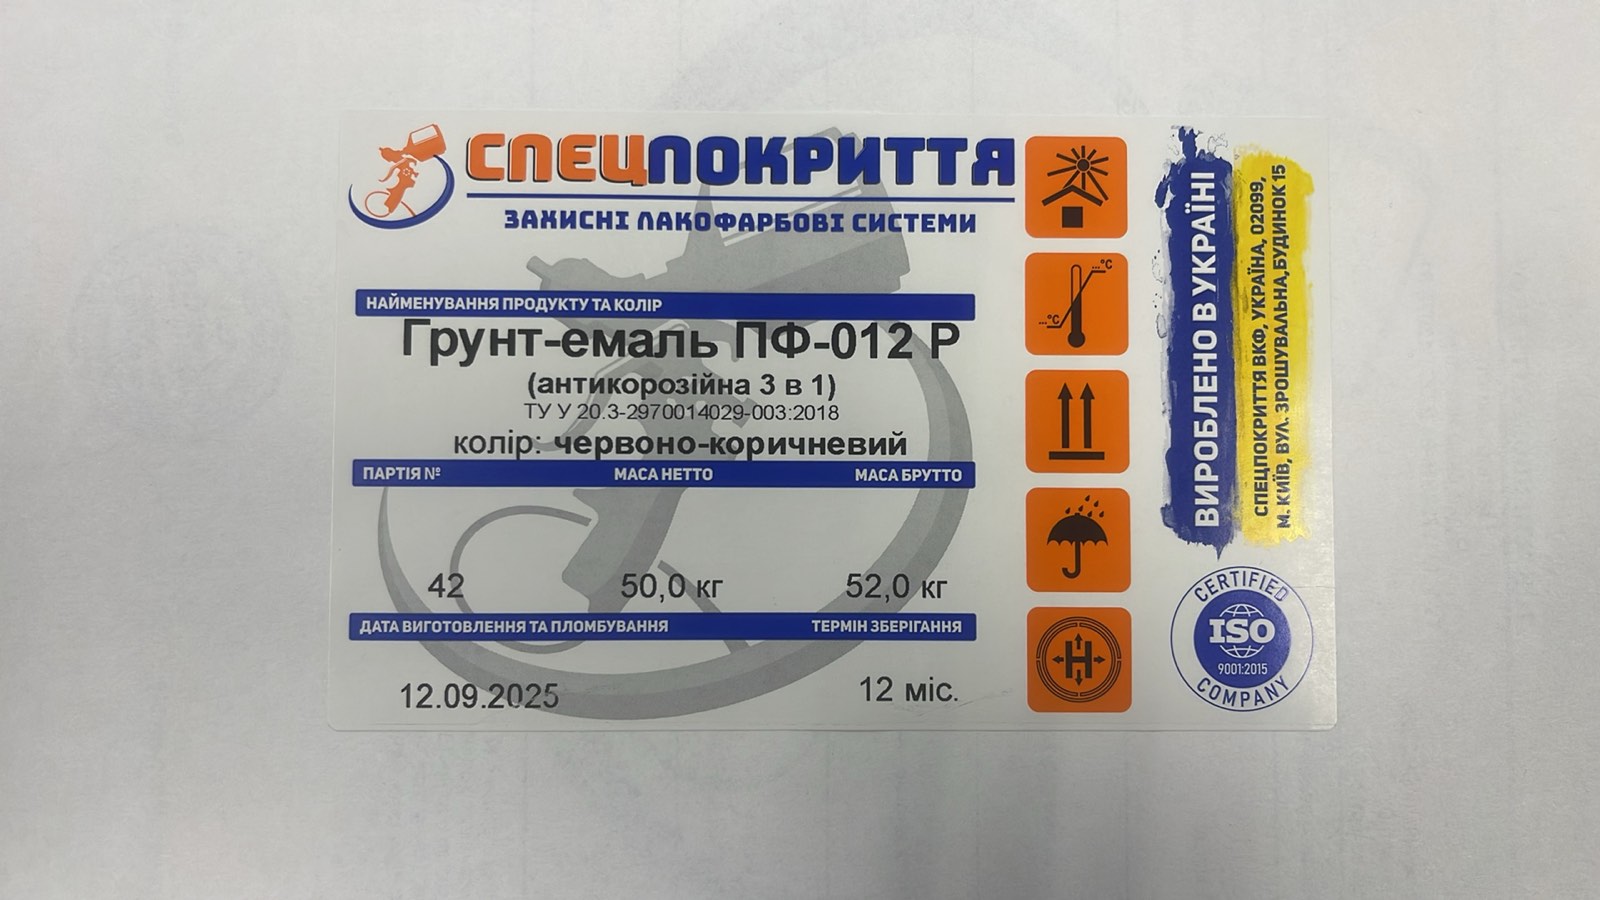 СПЕЦПОКРИТТЯ
ЗАХИСНІ ЛАКОФАРБОВІ СИСТЕМИ
НАЙМЕНУВАННЯ ПРОДУКТУ ТА КОЛІР
Грунт-емаль ПФ-012 Р
(антикорозійна 3 в 1)
ТУ У 20.3-2970014029-003:2018
колір: червоно-коричневий
ПАРТІЯ № МАСА НЕТТО МАСА БРУТТО
42 50,0 кг 52,0 кг
ДАТА ВИГОТОВЛЕННЯ ТА ПЛОМБУВАННЯ ТЕРМІН ЗБЕРІГАННЯ
12.09.2025 12 міс.
...°C
...°C
Н
ВИРОБЛЕНО В УКРАЇНІ
СПЕЦПОКРИТТЯ ВКФ, УКРАЇНА, 02099,
М. КИЇВ, ВУЛ. ЗРОШУВАЛЬНА, БУДИНОК 15
CERTIFIED
ISO
9001:2015
COMPANY